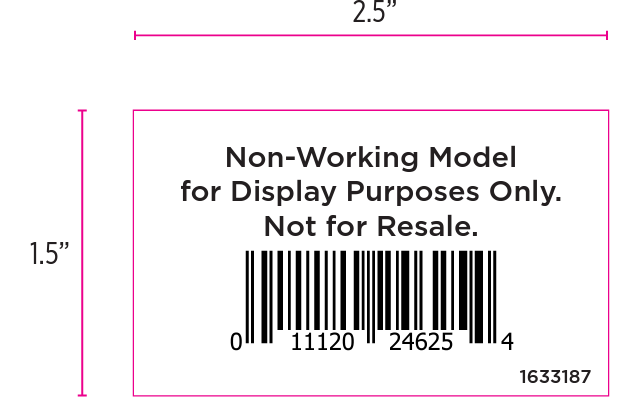 2.5”
1.5”
Non-Working Model
for Display Purposes Only.
Not for Resale.
0 11120 24625 4
1633187